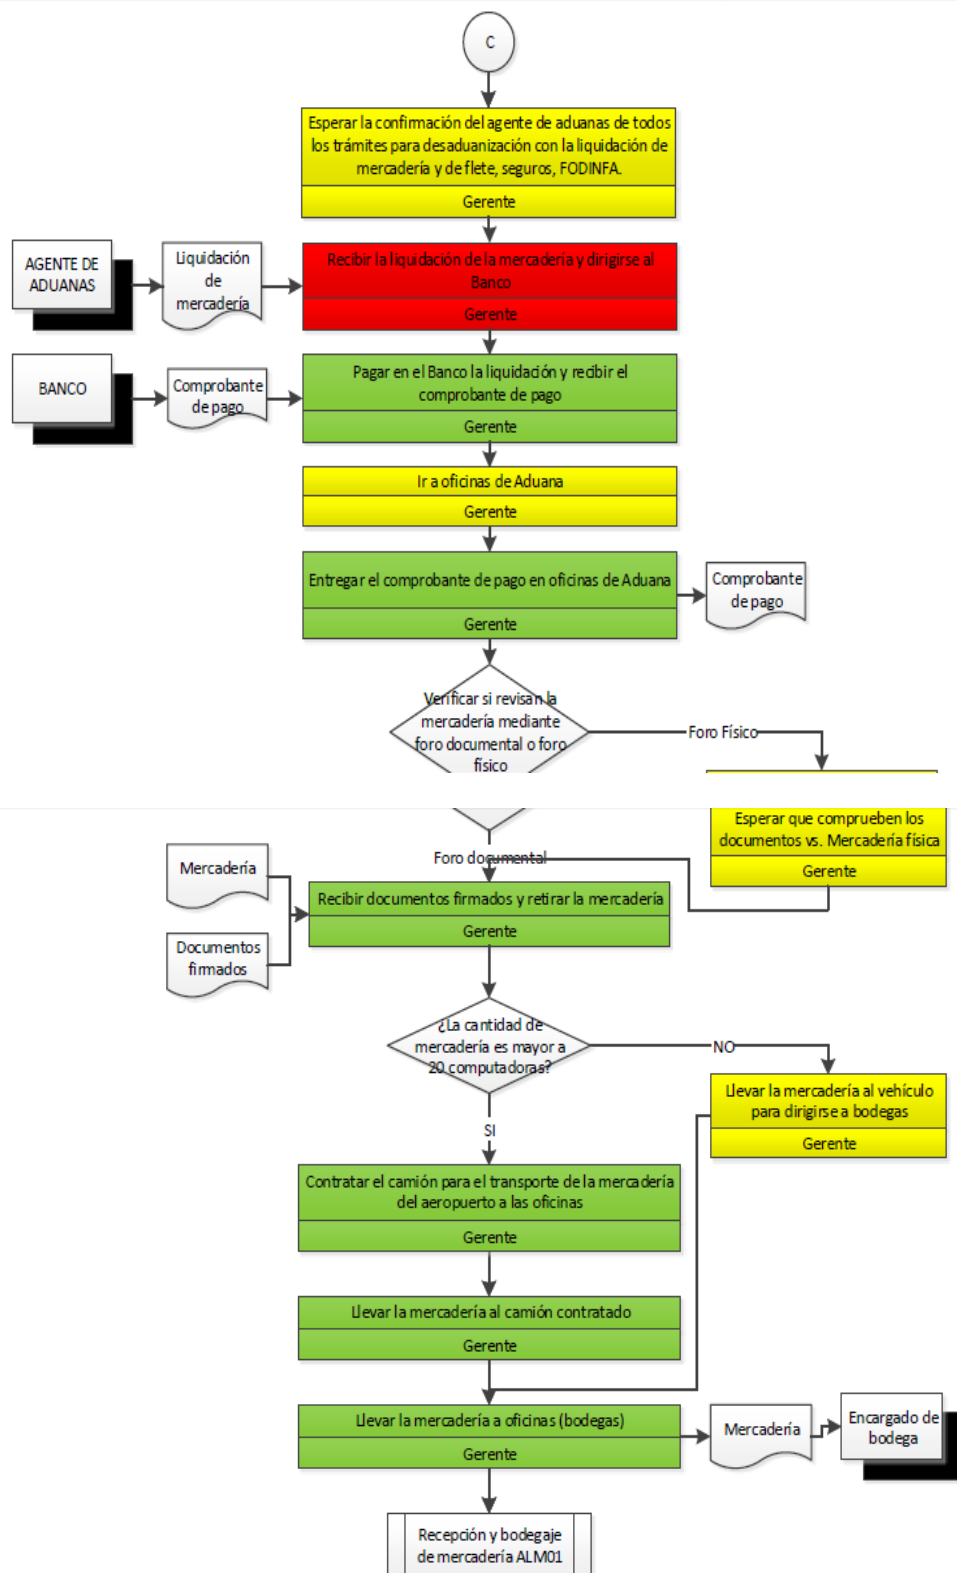 C
Esperar la confirmación del agente de aduanas de todos
los trámites para desaduanización con la liquidación de
mercadería y de flete, seguros, FODINFA.
Gerente
AGENTE DE
ADUANAS
Liquidación
de
mercadería
Recibir la liquidación de la mercadería y dirigirse al
Banco
Gerente
BANCO
Comprobante
de pago
Pagar en el Banco la liquidación y recibir el
comprobante de pago
Gerente
Ir a oficinas de Aduana
Gerente
Entregar el comprobante de pago en oficinas de Aduana
Gerente
Comprobante
de pago
Verificar si revisan la
mercadería mediante
foro documental o foro
físico
Foro Físico
Esperar que comprueben los
documentos vs. Mercadería física
Gerente
Foro documental
Mercadería
Documentos
firmados
Recibir documentos firmados y retirar la mercadería
Gerente
¿La cantidad de
mercadería es mayor a
20 computadoras?
NO
Llevar la mercadería al vehículo
para dirigirse a bodegas
Gerente
SI
Contratar el camión para el transporte de la mercadería
del aeropuerto a las oficinas
Gerente
Llevar la mercadería al camión contratado
Gerente
Llevar la mercadería a oficinas (bodegas)
Gerente
Mercadería
Encargado de
bodega
Recepción y bodegaje
de mercadería ALM01